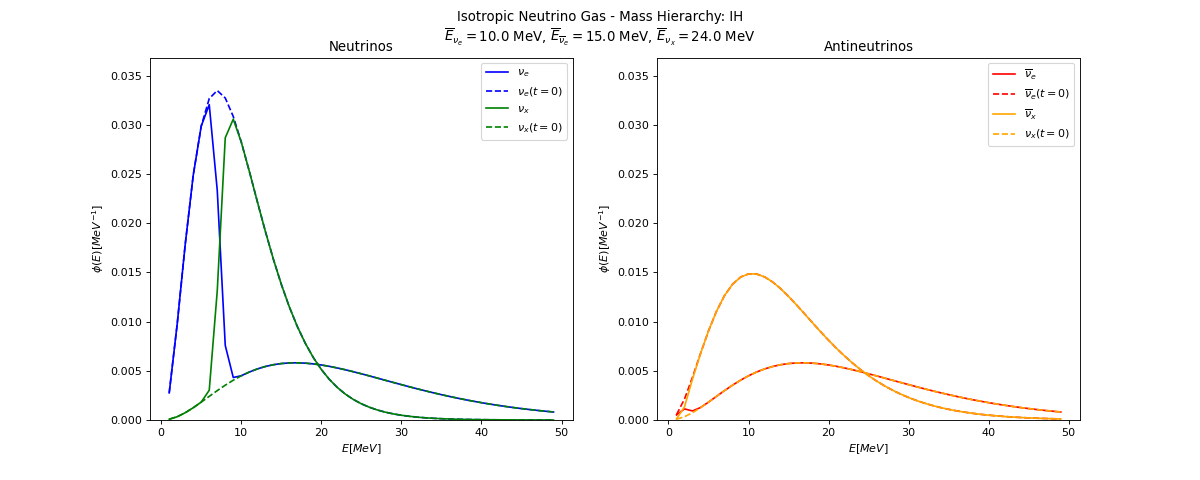 Isotropic Neutrino Gas - Mass Hierarchy: IH
E̅_νe = 10.0 MeV, E̅_ν̅e = 15.0 MeV, E̅_νx = 24.0 MeV
Neutrinos
0.035
0.030
0.025
0.020
0.015
0.010
0.005
0.000
ϕ(E)[MeV⁻¹]
0 10 20 30 40 50
E[MeV]
ν_e
ν_e(t = 0)
ν_x
ν_x(t = 0)
Antineutrinos
0.035
0.030
0.025
0.020
0.015
0.010
0.005
0.000
ϕ(E)[MeV⁻¹]
0 10 20 30 40 50
E[MeV]
ν̅_e
ν̅_e(t = 0)
ν̅_x
ν_x(t = 0)